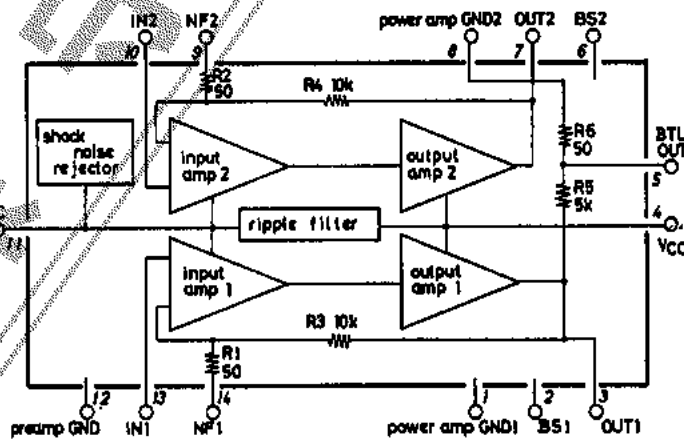 IN2
NF2
power amp GND2
OUT2
BS2
10
9
8
7
6
R2
50
R4 10k
shock
noise
rejector
input
amp 2
output
amp 2
R6
50
BTL
OUT
5
R5
5k
11
ripple filter
4
VCC
input
amp 1
output
amp 1
R3 10k
R1
50
12
13
14
1
2
3
preamp GND
IN1
NF1
power amp GND1
BS1
OUT1